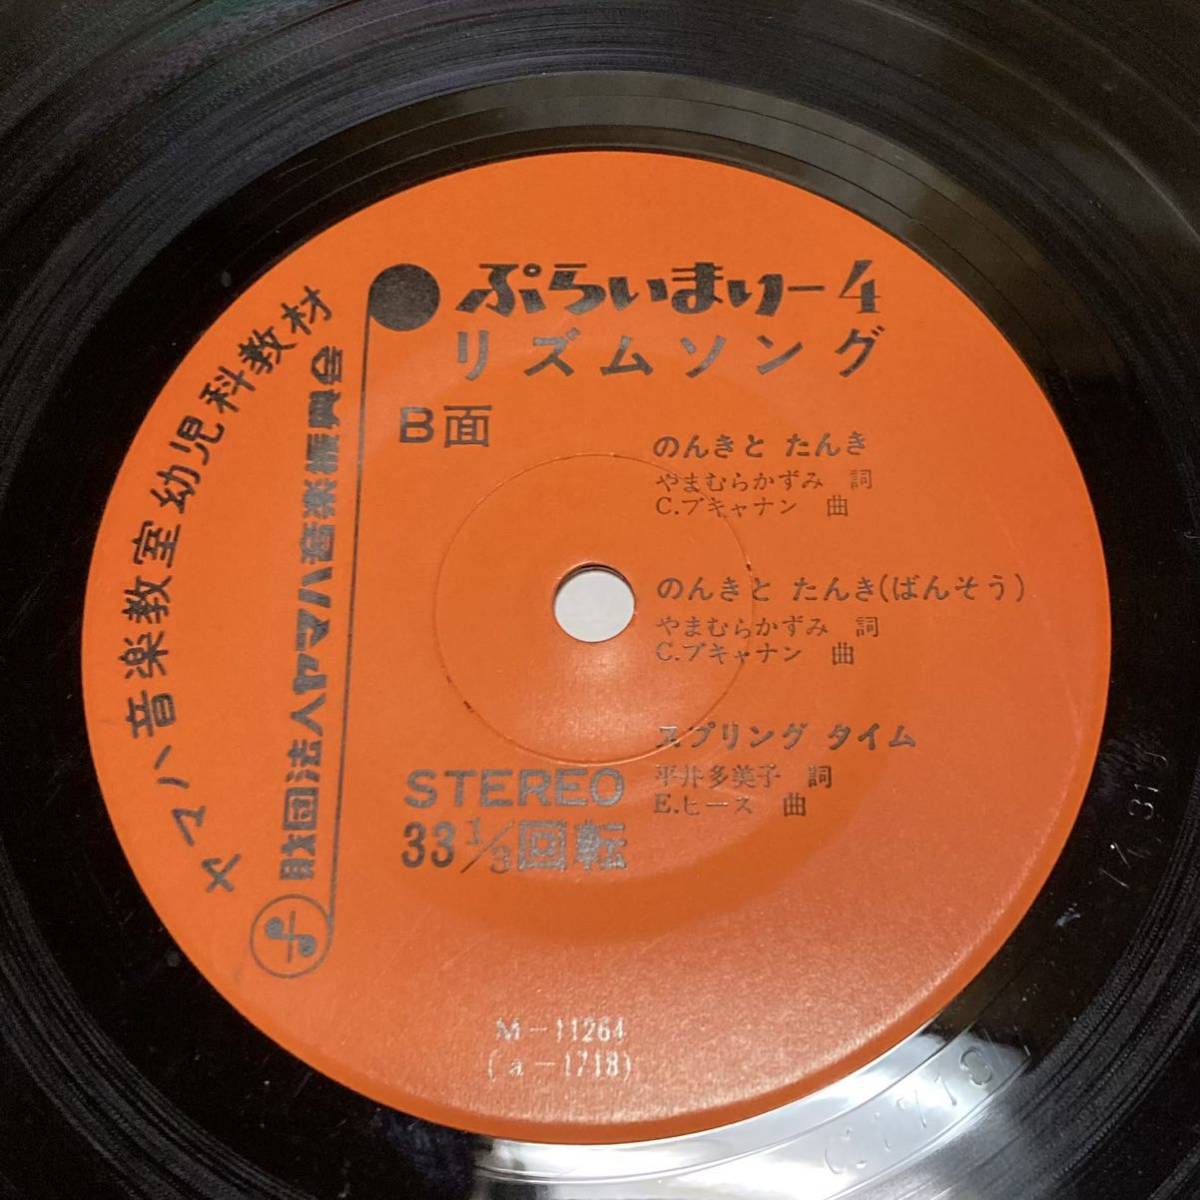 ヤマハ音楽教室幼児科教材
財団法人ヤマハ音楽振興会
ぷらいまりー4
リズムソング
B面
のんきと たんき
やまむらかずみ 詞
C.ブキャナン 曲
のんきと たんき(ばんそう)
やまむらかずみ 詞
C.ブキャナン 曲
スプリング タイム
平井多美子 詞
E.ヒース 曲
STEREO
33 1/3回転
M-11264
(a-1718)